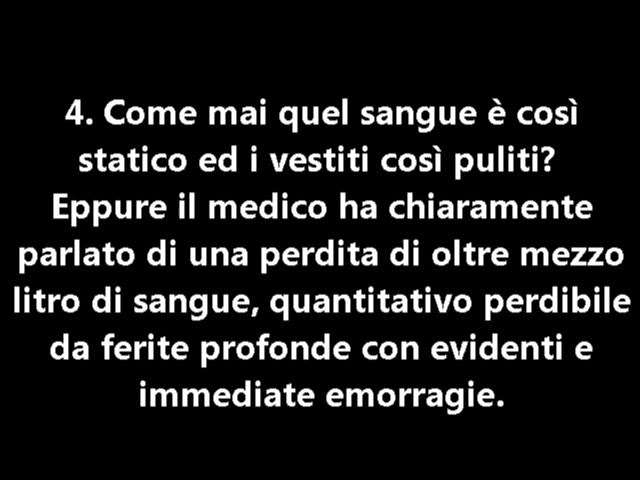 4. Come mai quel sangue è così
statico ed i vestiti così puliti?
Eppure il medico ha chiaramente
parlato di una perdita di oltre mezzo
litro di sangue, quantitativo perdibile
da ferite profonde con evidenti e
immediate emorragie.